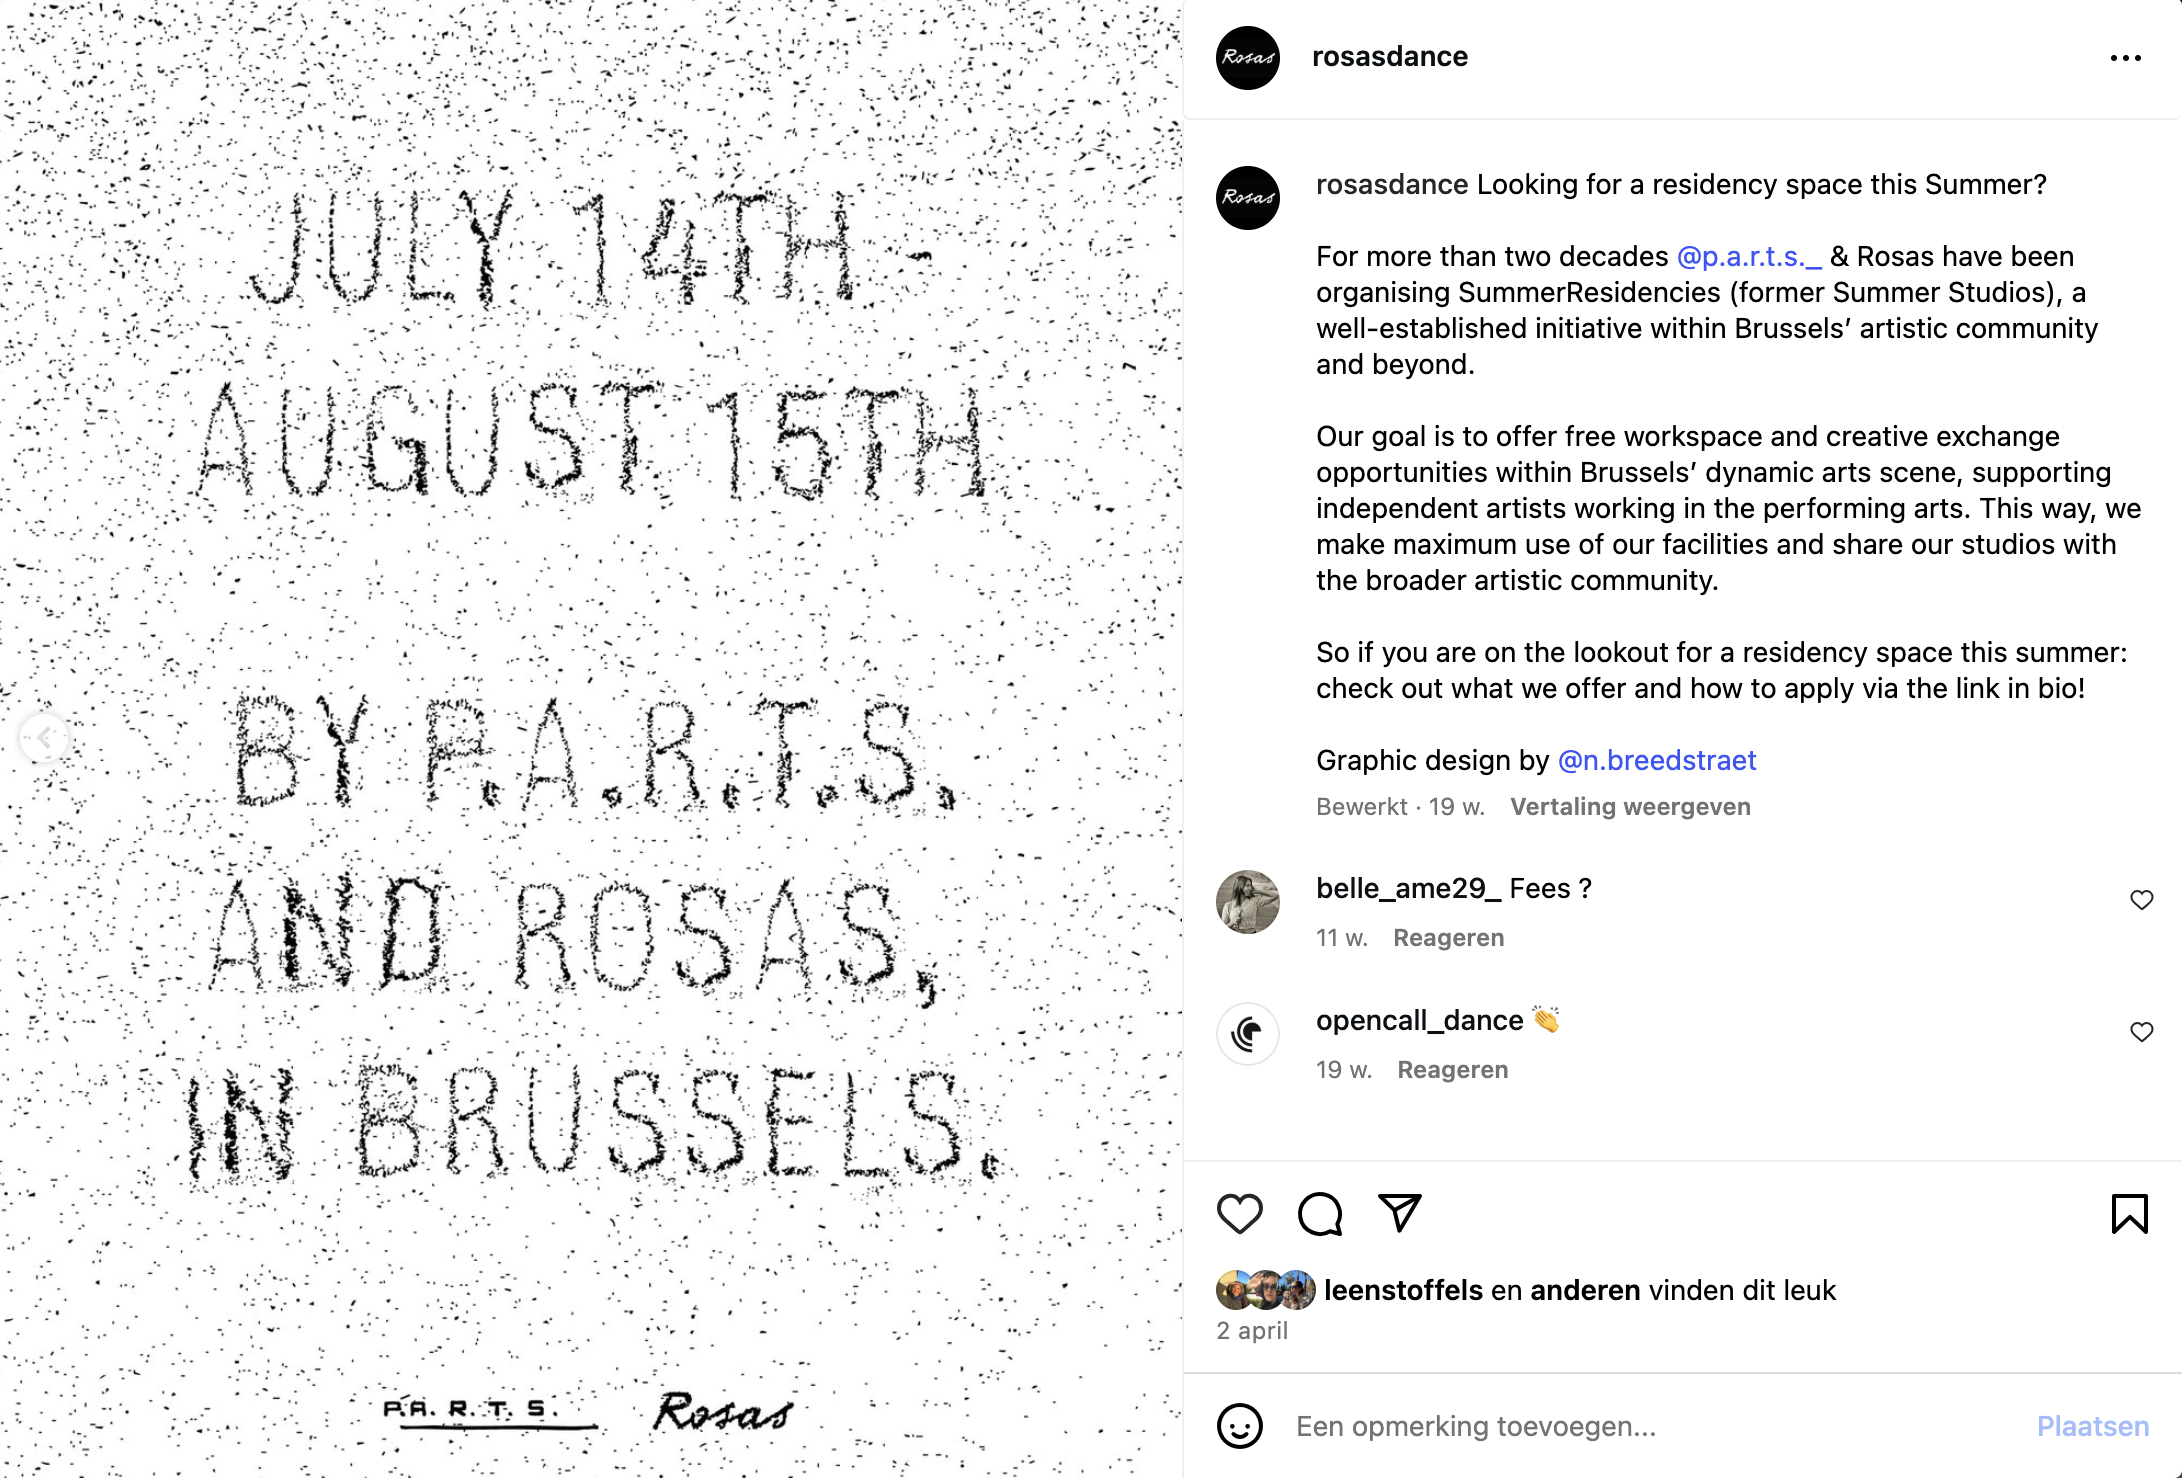 JULY 14TH -
AUGUST 15TH
BY P.A.R.T.S.
AND ROSAS,
IN BRUSSELS.
P.A.R.T.S.
Rosas
Rosas
rosasdance
Rosas
rosasdance Looking for a residency space this Summer?
For more than two decades @p.a.r.t.s._ & Rosas have been
organising SummerResidencies (former Summer Studios), a
well-established initiative within Brussels’ artistic community
and beyond.
Our goal is to offer free workspace and creative exchange
opportunities within Brussels’ dynamic arts scene, supporting
independent artists working in the performing arts. This way, we
make maximum use of our facilities and share our studios with
the broader artistic community.
So if you are on the lookout for a residency space this summer:
check out what we offer and how to apply via the link in bio!
Graphic design by @n.breedstraet
Bewerkt · 19 w. Vertaling weergeven
belle_ame29_ Fees ?
11 w. Reageren
opencall_dance 👏
19 w. Reageren
leenstoffels en anderen vinden dit leuk
2 april
Een opmerking toevoegen...
Plaatsen